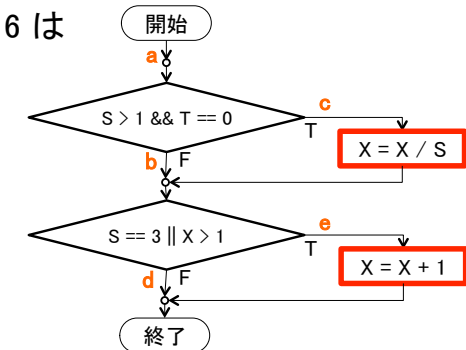 6 は
開始
a
S > 1 && T == 0
c
T
X = X / S
b
F
S == 3 || X > 1
e
T
X = X + 1
d
F
終了